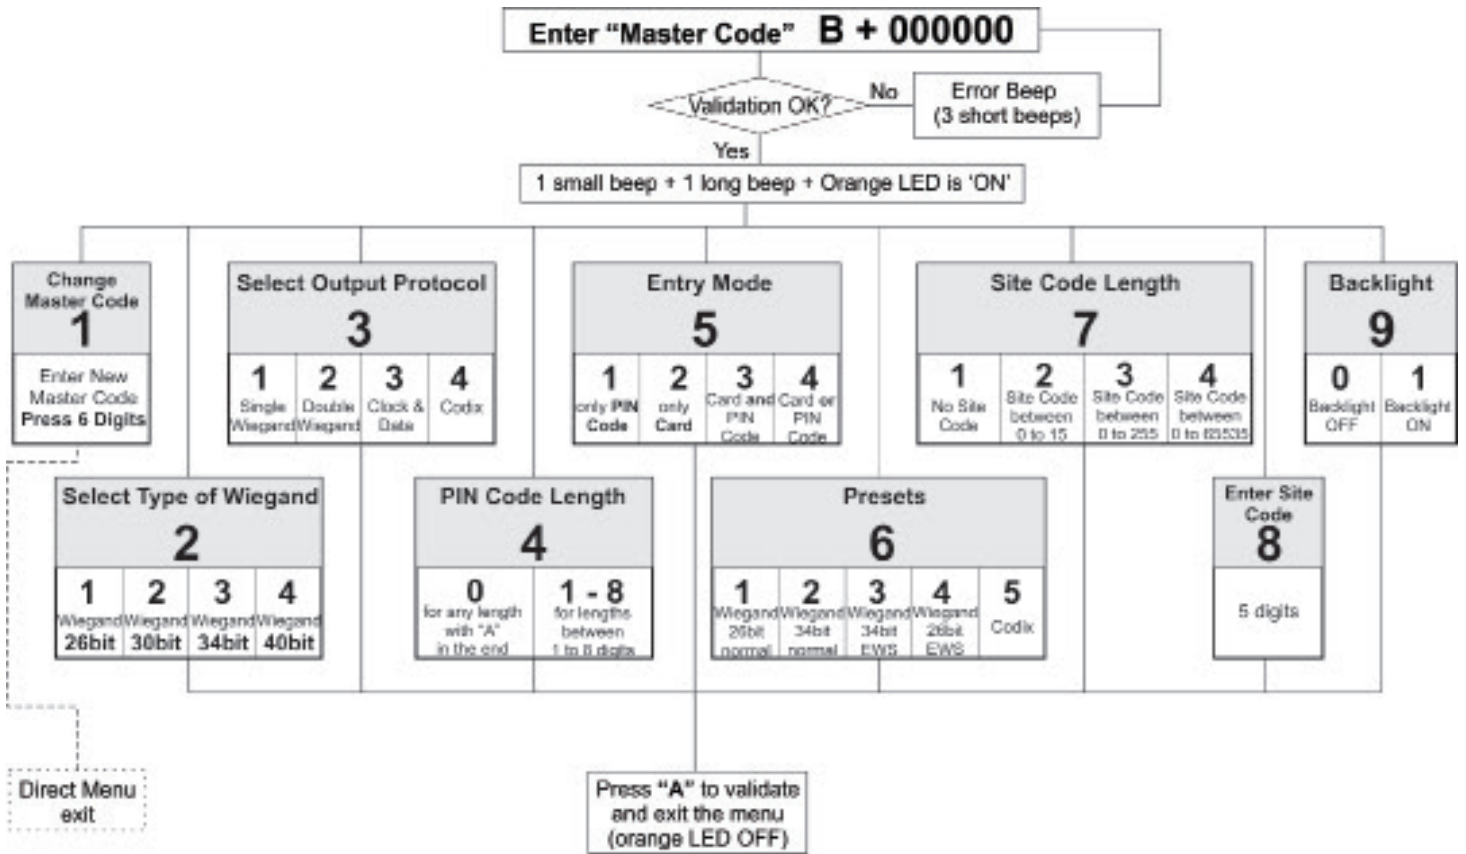 Enter “Master Code” B + 000000
Validation OK?
No
Error Beep
(3 short beeps)
Yes
1 small beep + 1 long beep + Orange LED is ‘ON’
Change
Master Code
1
Enter New
Master Code
Press 6 Digits
Select Output Protocol
3
1
Single
Wiegand
2
Double
Wiegand
3
Clock &
Data
4
Codix
Entry Mode
5
1
only PIN
Code
2
only
Card
3
Card and
PIN
Code
4
Card or
PIN
Code
Site Code Length
7
1
No Site
Code
2
Site Code
between
0 to 15
3
Site Code
between
0 to 255
4
Site Code
between
0 to 65535
Backlight
9
0
Backlight
OFF
1
Backlight
ON
Select Type of Wiegand
2
1
Wiegand
26bit
2
Wiegand
30bit
3
Wiegand
34bit
4
Wiegand
40bit
PIN Code Length
4
0
for any length
with "A"
in the end
1 - 8
for lengths
between
1 to 8 digits
Presets
6
1
Wiegand
26bit
normal
2
Wiegand
34bit
normal
3
Wiegand
34bit
EWS
4
Wiegand
26bit
EWS
5
Codix
Enter Site
Code
8
5 digits
Direct Menu
exit
Press “A” to validate
and exit the menu
(orange LED OFF)